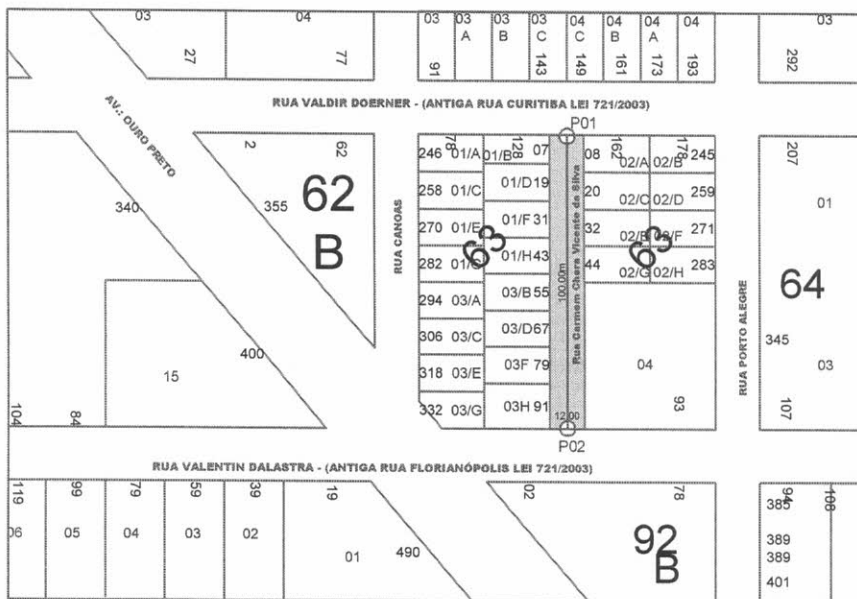 03 04 03 03 03 03 04 04 04 04 03
A B C C B A
27 77 91 143 149 161 173 193 292
RUA VALDIR DOERNER - (ANTIGA RUA CURITIBA LEI 721/2003)
AV.: OURO PRETO
P01
2 62 78 128 162 178 207
246 01/A 01/B 07 08 02/A 02/B 245
258 01/C 01/D 19 20 02/C 02/D 259
01
340 355 62
B
270 01/E 01/F 31 32 02/E 02/F 271
63 63
282 01/G 01/H 43 44 02/G 02/H 283
64
RUA CANOAS
Rua Carmem Chera Vicente da Silva
100.00m
RUA PORTO ALEGRE
294 03/A 03/B 55
306 03/C 03/D 67
345
400
15
318 03/E 03F 79 04 03
332 03/G 03H 91 93 107
104 84 12.00
P02
RUA VALENTIN DALASTRA - (ANTIGA RUA FLORIANÓPOLIS LEI 721/2003)
119 99 79 59 39 19 02 78 94 108
385
06 05 04 03 02 92
B
389
389
01 490 401